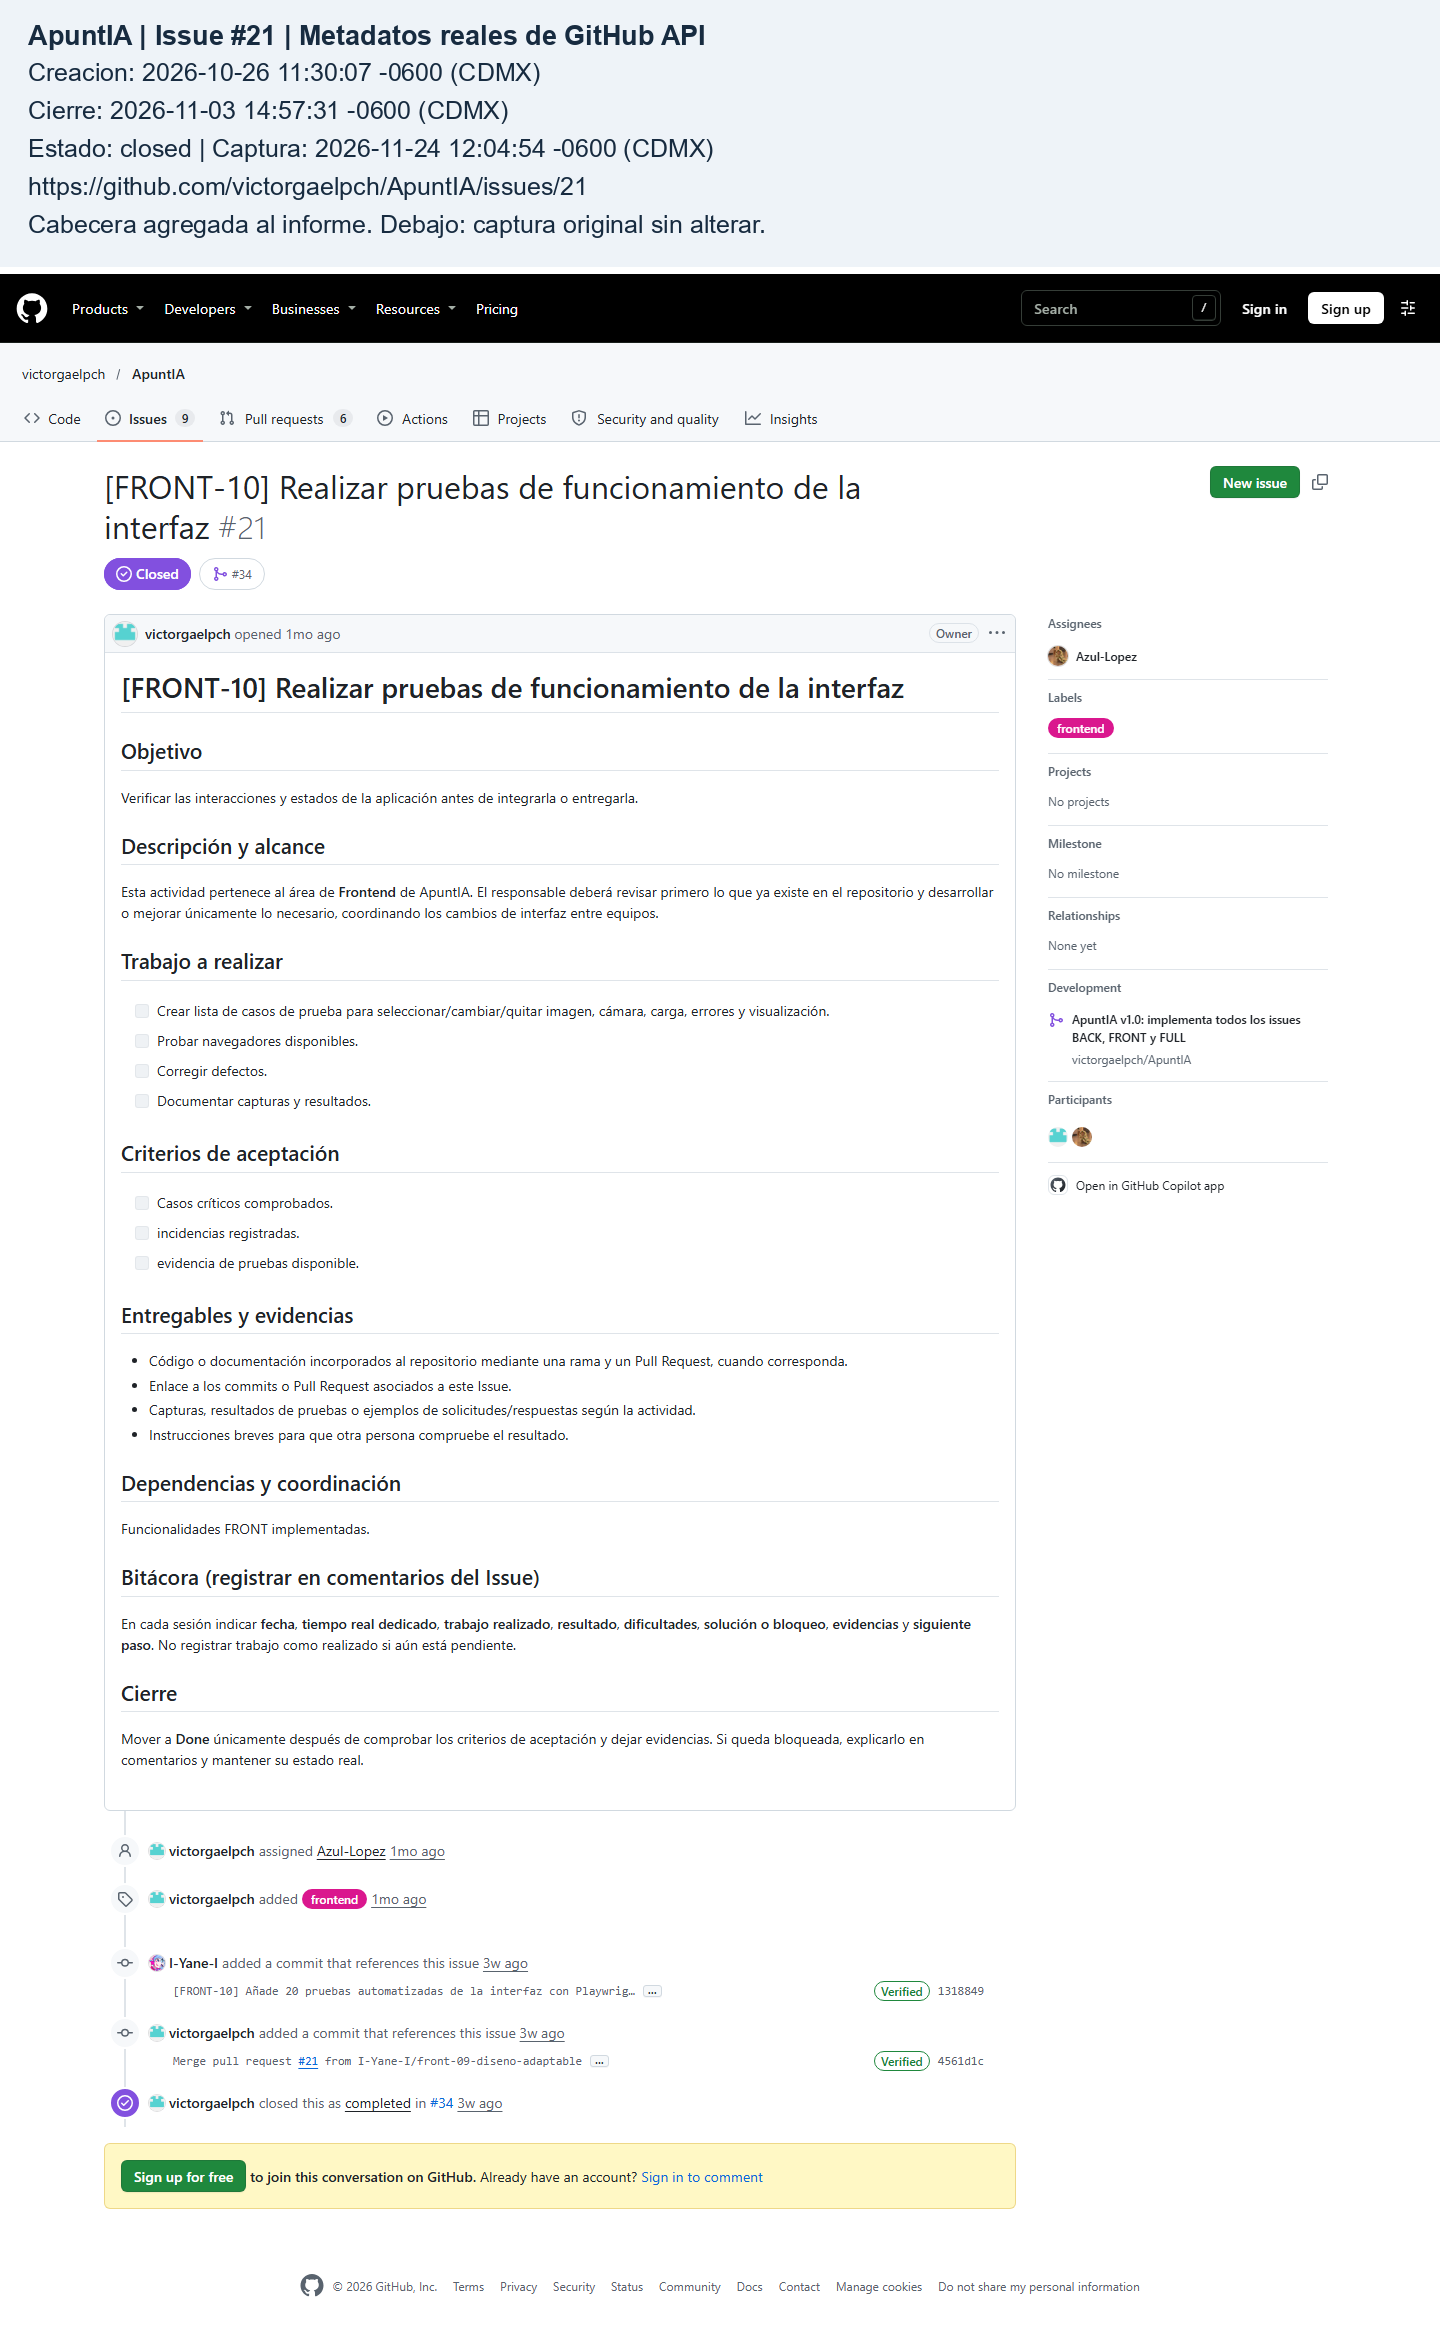 ApuntIA | Issue #21 | Metadatos reales de GitHub API
Creacion: 2026-10-26 11:30:07 -0600 (CDMX)
Cierre: 2026-11-03 14:57:31 -0600 (CDMX)
Estado: closed | Captura: 2026-11-24 12:04:54 -0600 (CDMX)
https://github.com/victorgaelpch/ApuntIA/issues/21
Cabecera agregada al informe. Debajo: captura original sin alterar.
Products Developers Businesses Resources Pricing Search / Sign in Sign up
victorgaelpch / ApuntIA
Code Issues 9 Pull requests 6 Actions Projects Security and quality Insights
[FRONT-10] Realizar pruebas de funcionamiento de la
interfaz #21
New issue
Closed #34
victorgaelpch opened 1mo ago Owner
[FRONT-10] Realizar pruebas de funcionamiento de la interfaz
Objetivo
Verificar las interacciones y estados de la aplicación antes de integrarla o entregarla.
Descripción y alcance
Esta actividad pertenece al área de Frontend de ApuntIA. El responsable deberá revisar primero lo que ya existe en el repositorio y desarrollar
o mejorar únicamente lo necesario, coordinando los cambios de interfaz entre equipos.
Trabajo a realizar
Crear lista de casos de prueba para seleccionar/cambiar/quitar imagen, cámara, carga, errores y visualización.
Probar navegadores disponibles.
Corregir defectos.
Documentar capturas y resultados.
Criterios de aceptación
Casos críticos comprobados.
incidencias registradas.
evidencia de pruebas disponible.
Entregables y evidencias
• Código o documentación incorporados al repositorio mediante una rama y un Pull Request, cuando corresponda.
• Enlace a los commits o Pull Request asociados a este Issue.
• Capturas, resultados de pruebas o ejemplos de solicitudes/respuestas según la actividad.
• Instrucciones breves para que otra persona compruebe el resultado.
Dependencias y coordinación
Funcionalidades FRONT implementadas.
Bitácora (registrar en comentarios del Issue)
En cada sesión indicar fecha, tiempo real dedicado, trabajo realizado, resultado, dificultades, solución o bloqueo, evidencias y siguiente
paso. No registrar trabajo como realizado si aún está pendiente.
Cierre
Mover a Done únicamente después de comprobar los criterios de aceptación y dejar evidencias. Si queda bloqueada, explicarlo en
comentarios y mantener su estado real.
Assignees
Azul-Lopez
Labels
frontend
Projects
No projects
Milestone
No milestone
Relationships
None yet
Development
ApuntIA v1.0: implementa todos los issues
BACK, FRONT y FULL
victorgaelpch/ApuntIA
Participants
Open in GitHub Copilot app
victorgaelpch assigned Azul-Lopez 1mo ago
victorgaelpch added frontend 1mo ago
I-Yane-I added a commit that references this issue 3w ago
[FRONT-10] Añade 20 pruebas automatizadas de la interfaz con Playwrig… ... Verified 1318849
victorgaelpch added a commit that references this issue 3w ago
Merge pull request #21 from I-Yane-I/front-09-diseno-adaptable ... Verified 4561d1c
victorgaelpch closed this as completed in #34 3w ago
Sign up for free to join this conversation on GitHub. Already have an account? Sign in to comment
© 2026 GitHub, Inc. Terms Privacy Security Status Community Docs Contact Manage cookies Do not share my personal information